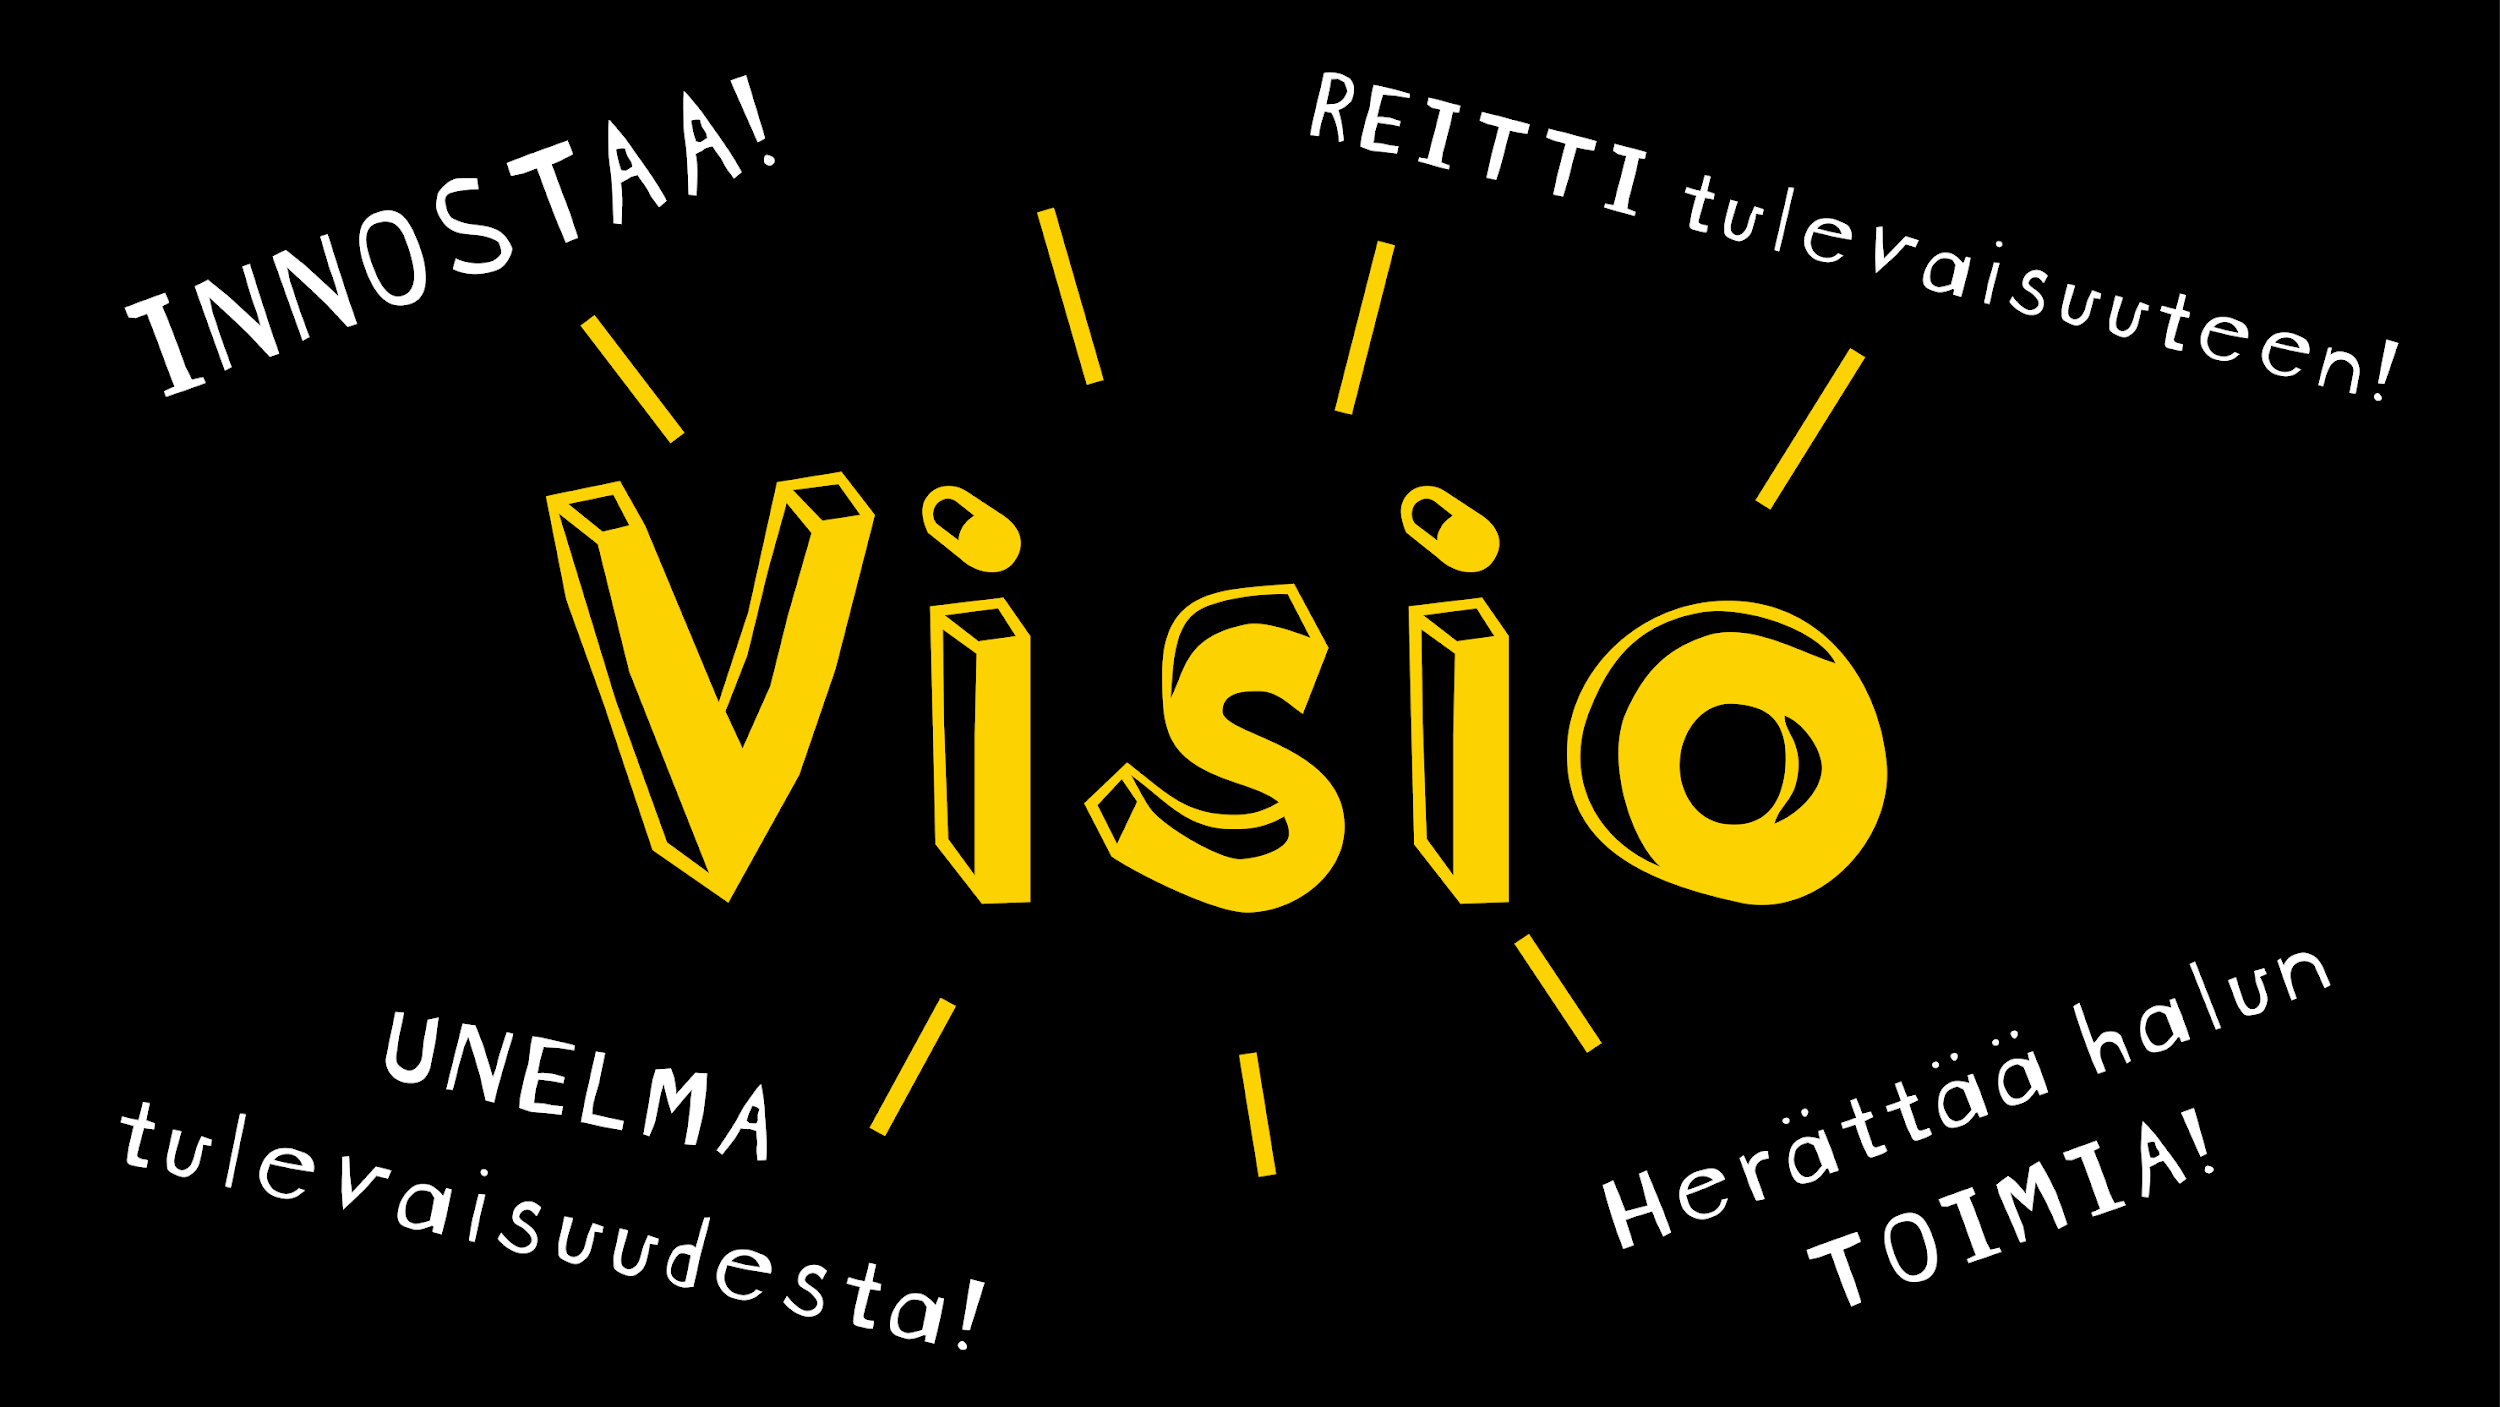 INNOSTAA!
REITTI tulevaisuuteen!
Visio
UNELMA
tulevaisuudesta!
Herättää halun
TOIMIA!